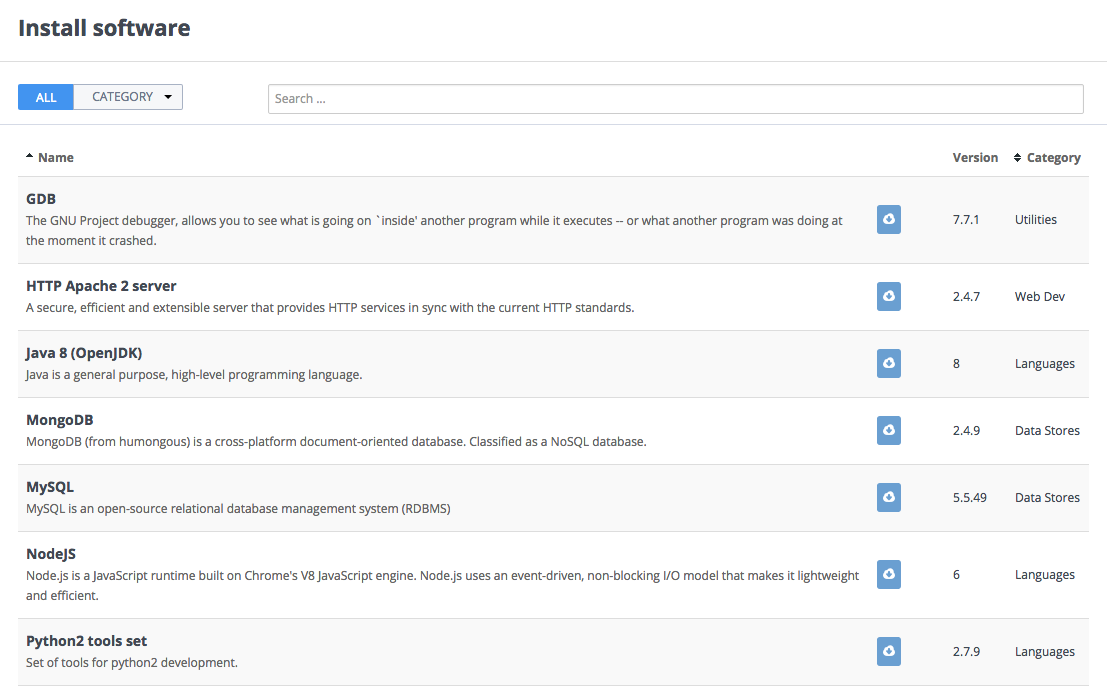 Install software
ALL CATEGORY Search ...
Name Version Category
GDB
The GNU Project debugger, allows you to see what is going on `inside' another program while it executes -- or what another program was doing at
the moment it crashed.
7.7.1 Utilities
HTTP Apache 2 server
A secure, efficient and extensible server that provides HTTP services in sync with the current HTTP standards.
2.4.7 Web Dev
Java 8 (OpenJDK)
Java is a general purpose, high-level programming language.
8 Languages
MongoDB
MongoDB (from humongous) is a cross-platform document-oriented database. Classified as a NoSQL database.
2.4.9 Data Stores
MySQL
MySQL is an open-source relational database management system (RDBMS)
5.5.49 Data Stores
NodeJS
Node.js is a JavaScript runtime built on Chrome's V8 JavaScript engine. Node.js uses an event-driven, non-blocking I/O model that makes it lightweight
and efficient.
6 Languages
Python2 tools set
Set of tools for python2 development.
2.7.9 Languages